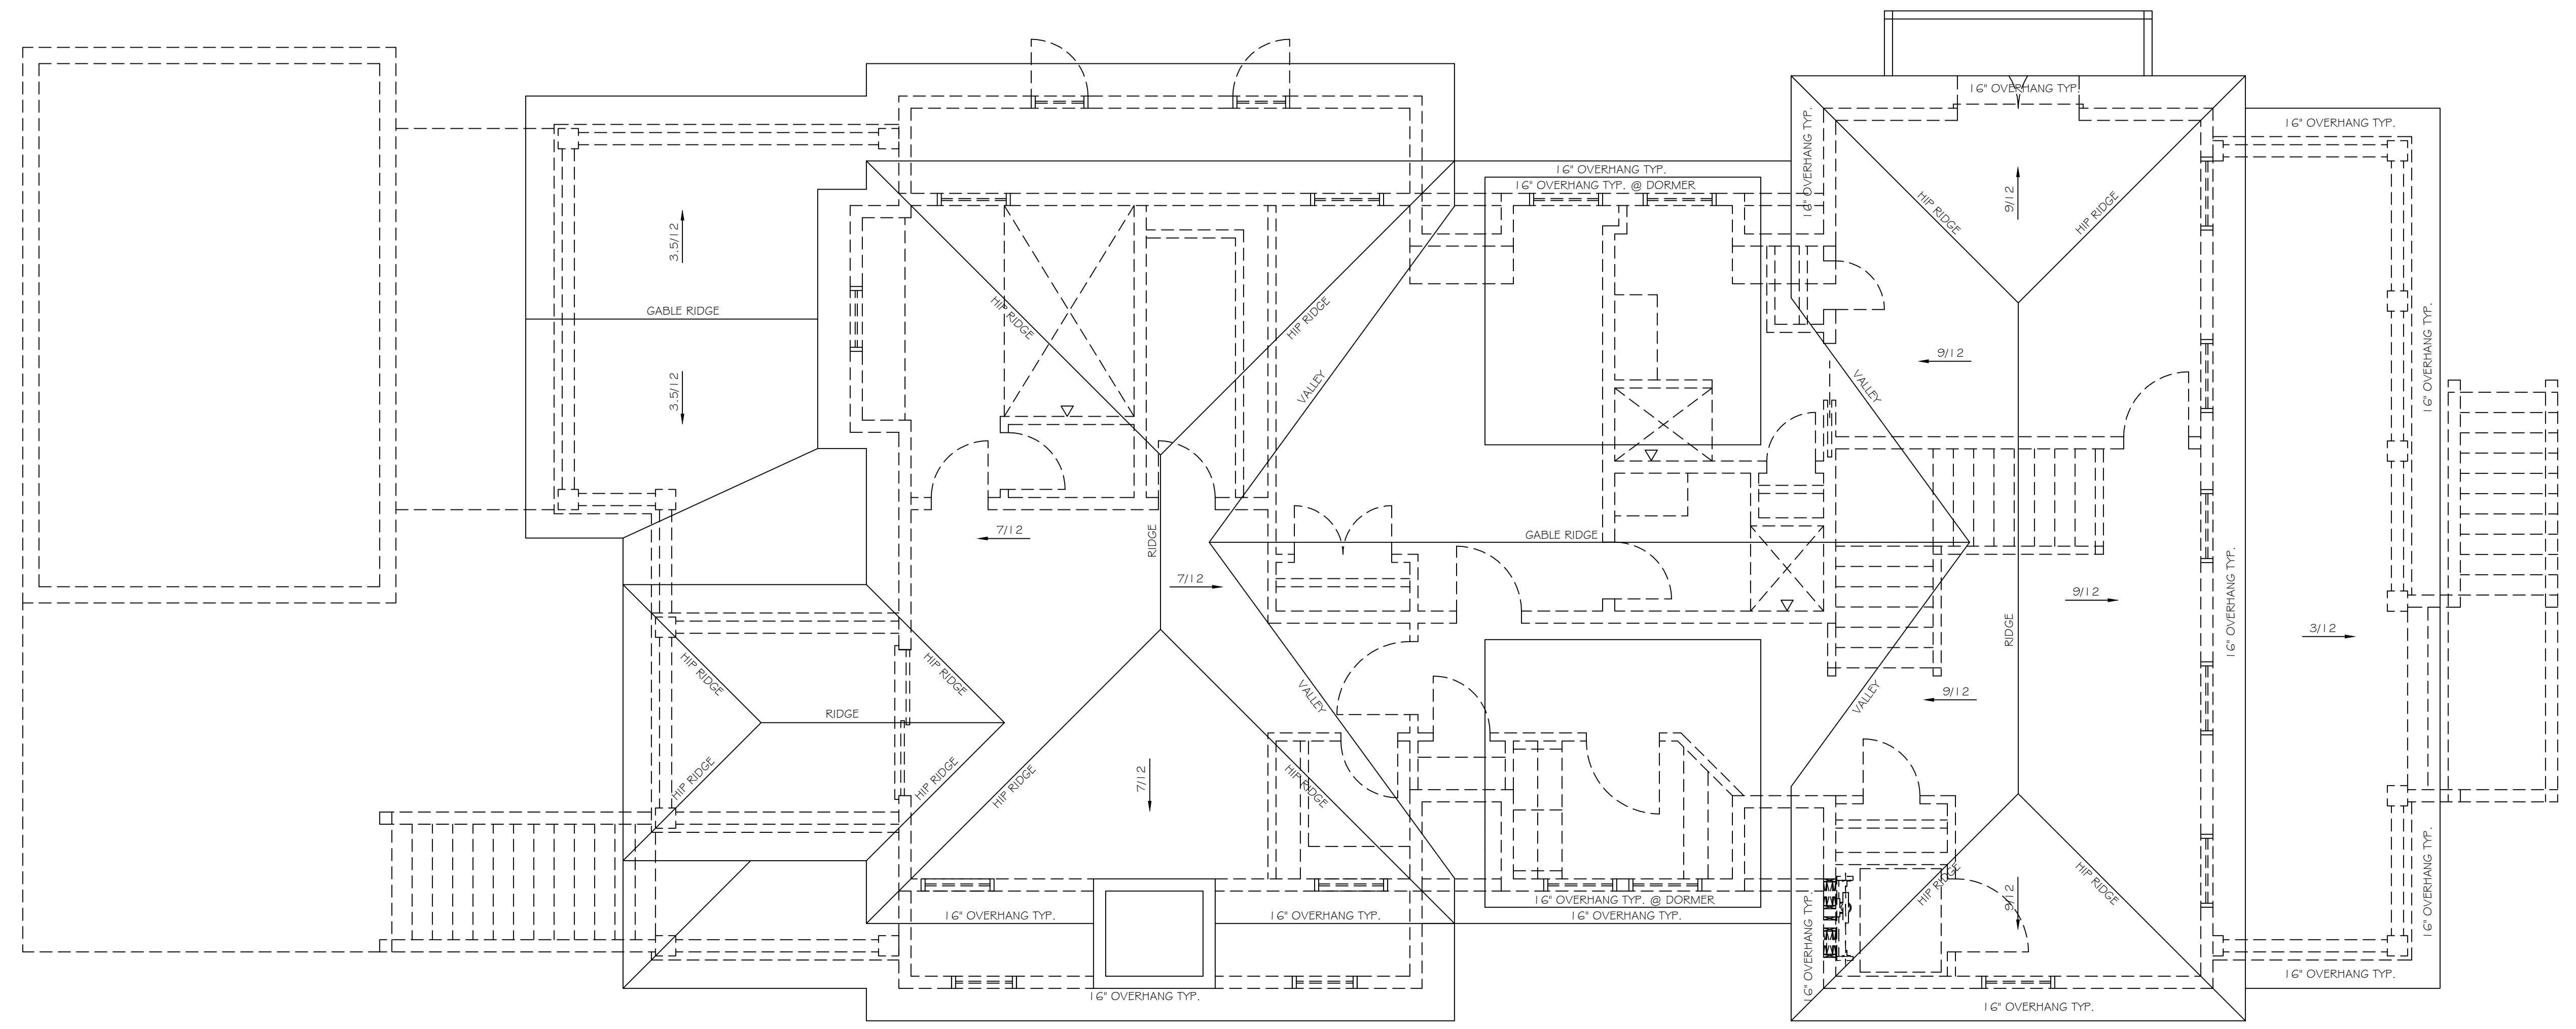 16" OVERHANG TYP.
16" OVERHANG TYP.
16" OVERHANG TYP.
16" OVERHANG TYP.
16" OVERHANG TYP. @ DORMER
9/12
HIP RIDGE
HIP RIDGE
3.5/12
GABLE RIDGE
HIP RIDGE
HIP RIDGE
16" OVERHANG TYP.
9/12
3.5/12
VALLEY
VALLEY
7/12
RIDGE
GABLE RIDGE
7/12
9/12
16" OVERHANG TYP.
RIDGE
3/12
HIP RIDGE
HIP RIDGE
VALLEY
VALLEY
9/12
RIDGE
HIP RIDGE
HIP RIDGE
HIP RIDGE
7/12
HIP RIDGE
HIP RIDGE
HIP RIDGE
9/12
16" OVERHANG TYP.
16" OVERHANG TYP. @ DORMER
16" OVERHANG TYP.
16" OVERHANG TYP.
16" OVERHANG TYP.
16" OVERHANG TYP.
16" OVERHANG TYP.
16" OVERHANG TYP.
16" OVERHANG TYP.